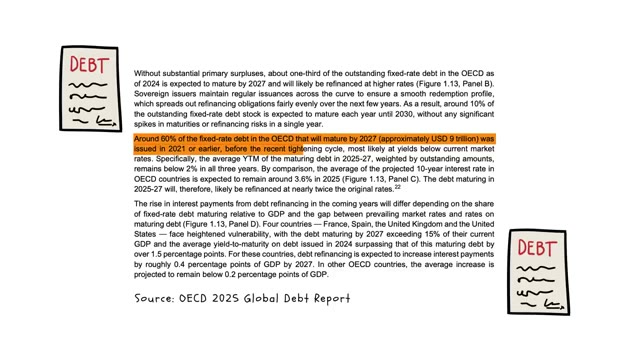 DEBT
Without substantial primary surpluses, about one-third of the outstanding fixed-rate debt in the OECD as
of 2024 is expected to mature by 2027 and will likely be refinanced at higher rates (Figure 1.13, Panel B).
Sovereign issuers maintain regular issuances across the curve to ensure a smooth redemption profile,
which spreads out refinancing obligations fairly evenly over the next few years. As a result, around 10% of
the outstanding fixed-rate debt stock is expected to mature each year until 2030, without any significant
spikes in maturities or refinancing risks in a single year.
Around 60% of the fixed-rate debt in the OECD that will mature by 2027 (approximately USD 9 trillion) was
issued in 2021 or earlier, before the recent tightening cycle, most likely at yields below current market
rates. Specifically, the average YTM of the maturing debt in 2025-27, weighted by outstanding amounts,
remains below 2% in all three years. By comparison, the average of the projected 10-year interest rate in
OECD countries is expected to remain around 3.6% in 2025 (Figure 1.13, Panel C). The debt maturing in
2025-27 will, therefore, likely be refinanced at nearly twice the original rates.22
The rise in interest payments from debt refinancing in the coming years will differ depending on the share
of fixed-rate debt maturing relative to GDP and the gap between prevailing market rates and rates on
maturing debt (Figure 1.13, Panel D). Four countries — France, Spain, the United Kingdom and the United
States — face heightened vulnerability, with the debt maturing by 2027 exceeding 15% of their current
GDP and the average yield-to-maturity on debt issued in 2024 surpassing that of this maturing debt by
over 1.5 percentage points. For these countries, debt refinancing is expected to increase interest payments
by roughly 0.4 percentage points of GDP by 2027. In other OECD countries, the average increase is
projected to remain below 0.2 percentage points of GDP.
DEBT
Source: OECD 2025 Global Debt Report